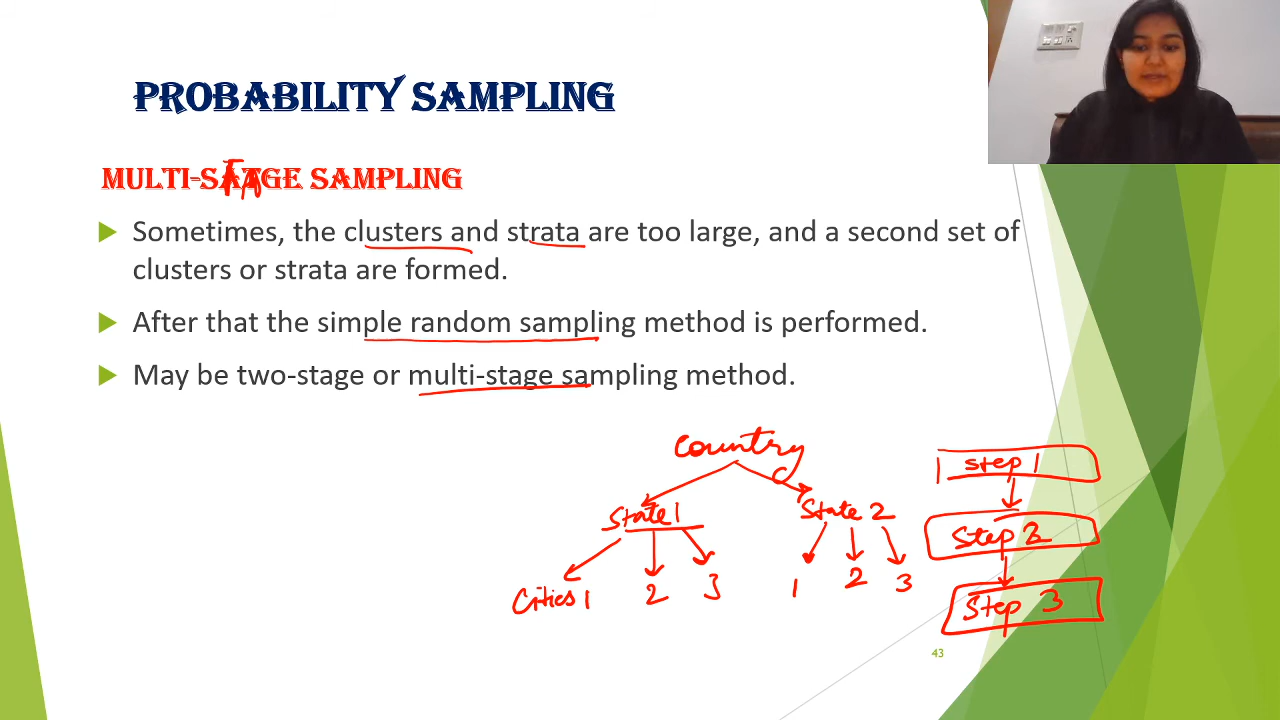 PROBABILITY SAMPLING
MULTI-SATGE SAMPLING
TA
Sometimes, the clusters and strata are too large, and a second set of
clusters or strata are formed.
After that the simple random sampling method is performed.
May be two-stage or multi-stage sampling method.
country
State 1 State 2
Cities 1 2 3 1 2 3
Step 1
Step 2
Step 3
43